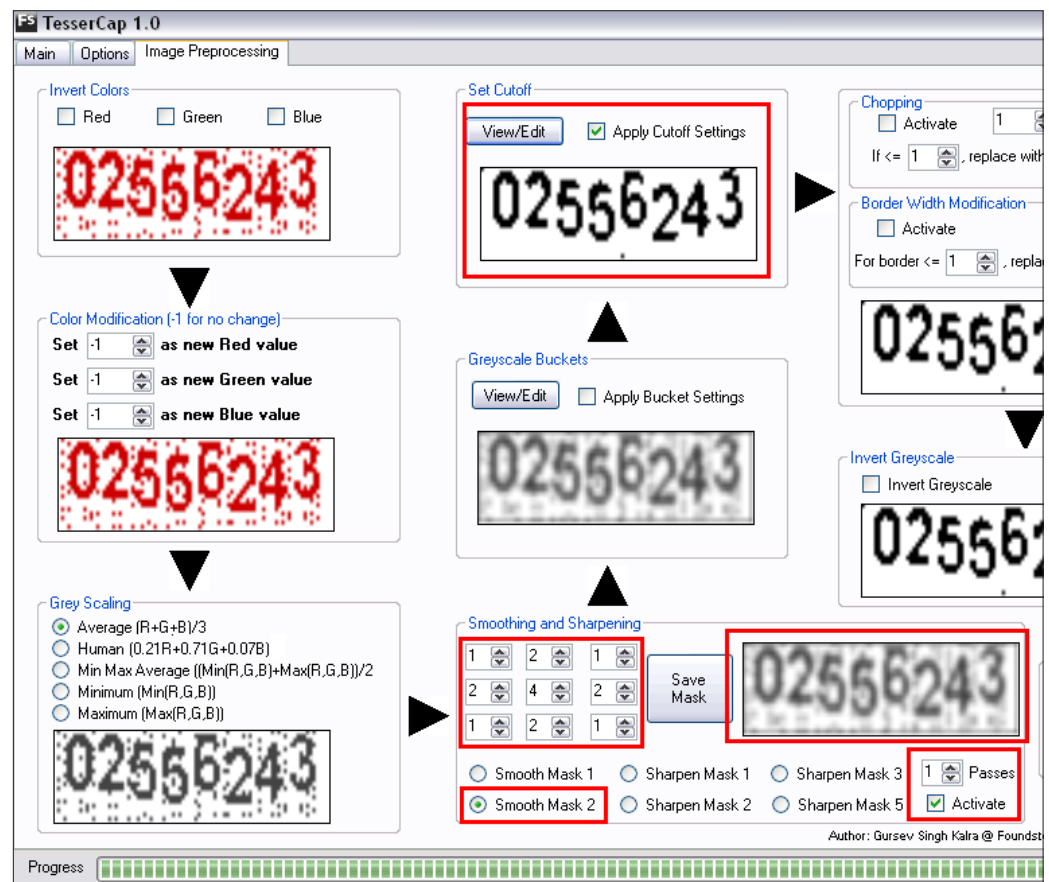 FS TesserCap 1.0
Main Options Image Preprocessing
Invert Colors
Red Green Blue
02556243
Color Modification (-1 for no change)
Set -1 as new Red value
Set -1 as new Green value
Set -1 as new Blue value
02556243
Grey Scaling
Average (R+G+B)/3
Human (0.21R+0.71G+0.07B)
Min Max Average ((Min(R,G,B)+Max(R,G,B))/2
Minimum (Min(R,G,B))
Maximum (Max(R,G,B))
02556243
Smoothing and Sharpening
1 2 1
2 4 2
1 2 1
Save
Mask
02556243
Smooth Mask 1 Sharpen Mask 1 Sharpen Mask 3 1 Passes
Smooth Mask 2 Sharpen Mask 2 Sharpen Mask 5 Activate
Greyscale Buckets
View/Edit Apply Bucket Settings
02556243
Set Cutoff
View/Edit Apply Cutoff Settings
02556243
Chopping
Activate 1
If <= 1 , replace with
Border Width Modification
Activate
For border <= 1 , repla
02556
Invert Greyscale
Invert Greyscale
02556
Author: Gursev Singh Kalra @ Foundst
Progress